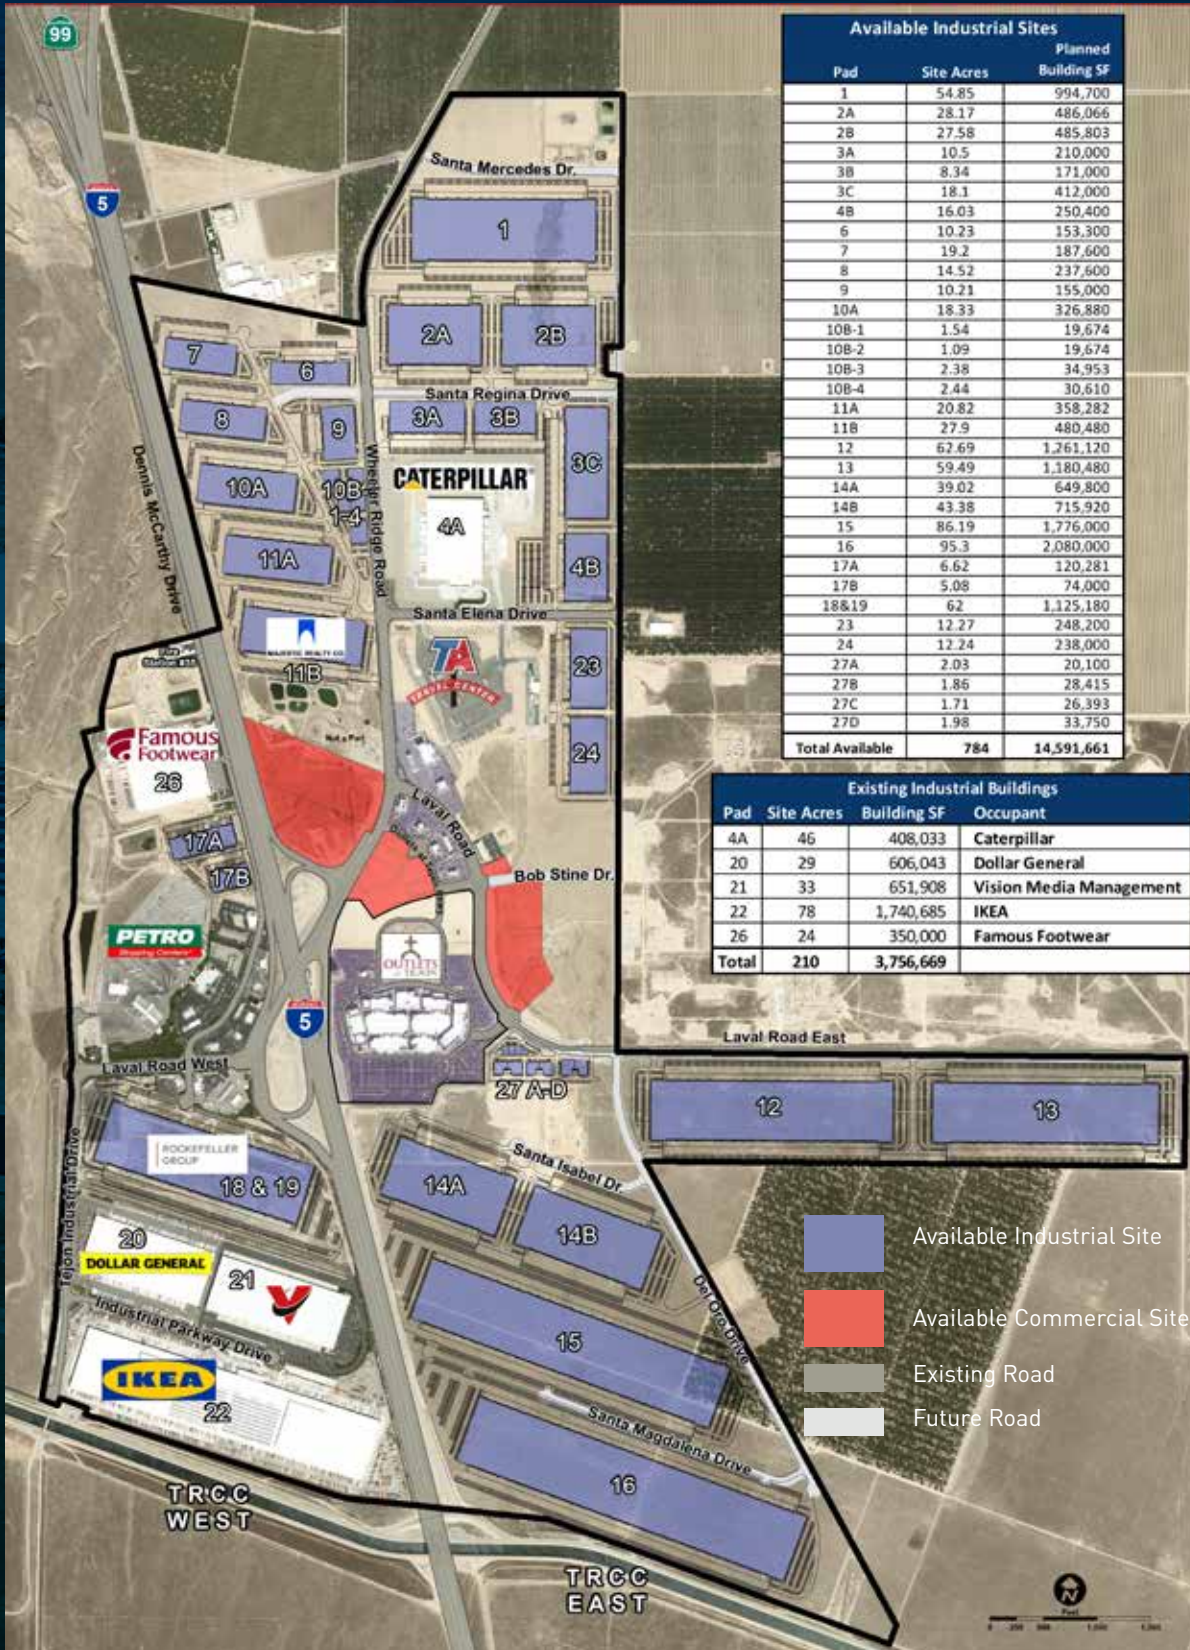 99
Available Industrial Sites
Planned
Pad Site Acres Building SF
1 54.85 994,700
2A 28.17 486,066
2B 27.58 485,803
3A 10.5 210,000
3B 8.34 171,000
3C 18.1 412,000
4B 16.03 250,400
6 10.23 153,300
7 19.2 187,600
8 14.52 237,600
9 10.21 155,000
10A 18.33 326,880
10B-1 1.54 19,674
10B-2 1.09 19,674
10B-3 2.38 34,953
10B-4 2.44 30,610
11A 20.82 358,282
11B 27.9 480,480
12 62.69 1,261,120
13 59.49 1,180,480
14A 39.02 649,800
14B 43.38 715,920
15 86.19 1,776,000
16 95.3 2,080,000
17A 6.62 120,281
17B 5.08 74,000
18&19 62 1,125,180
23 12.27 248,200
24 12.24 238,000
27A 2.03 20,100
27B 1.86 28,415
27C 1.71 26,393
27D 1.98 33,750
Total Available 784 14,591,661
Existing Industrial Buildings
Pad Site Acres Building SF Occupant
4A 46 408,033 Caterpillar
20 29 606,043 Dollar General
21 33 651,908 Vision Media Management
22 78 1,740,685 IKEA
26 24 350,000 Famous Footwear
Total 210 3,756,669
Santa Mercedes Dr.
5
1
2A
2B
7
6
Santa Regina Drive
8
9
3A
3B
3C
Wheeler Ridge Road
Dennis McCarthy Drive
CATERPILLAR
10A
10B-
1-4
4A
11A
4B
Santa Elena Drive
MAJESTIC REALTY CO.
11B
TA
TRAVEL CENTER
23
Fire
Station #18
Famous
Footwear
26
Not a Part
24
17A
17B
Laval Road
Bob Stine Dr.
PETRO
Stopping Centers
OUTLETS
at TEJON
5
Laval Road East
Laval Road West
27 A-D
12
13
ROCKEFELLER
GROUP
18 & 19
Tejon Industrial Drive
Santa Isabel Dr.
14A
14B
20
DOLLAR GENERAL
21
Industrial Parkway Drive
Del Oro Drive
15
IKEA
22
Santa Magdalena Drive
16
Available Industrial Site
Available Commercial Site
Existing Road
Future Road
TRCC
WEST
TRCC
EAST
N
Feet